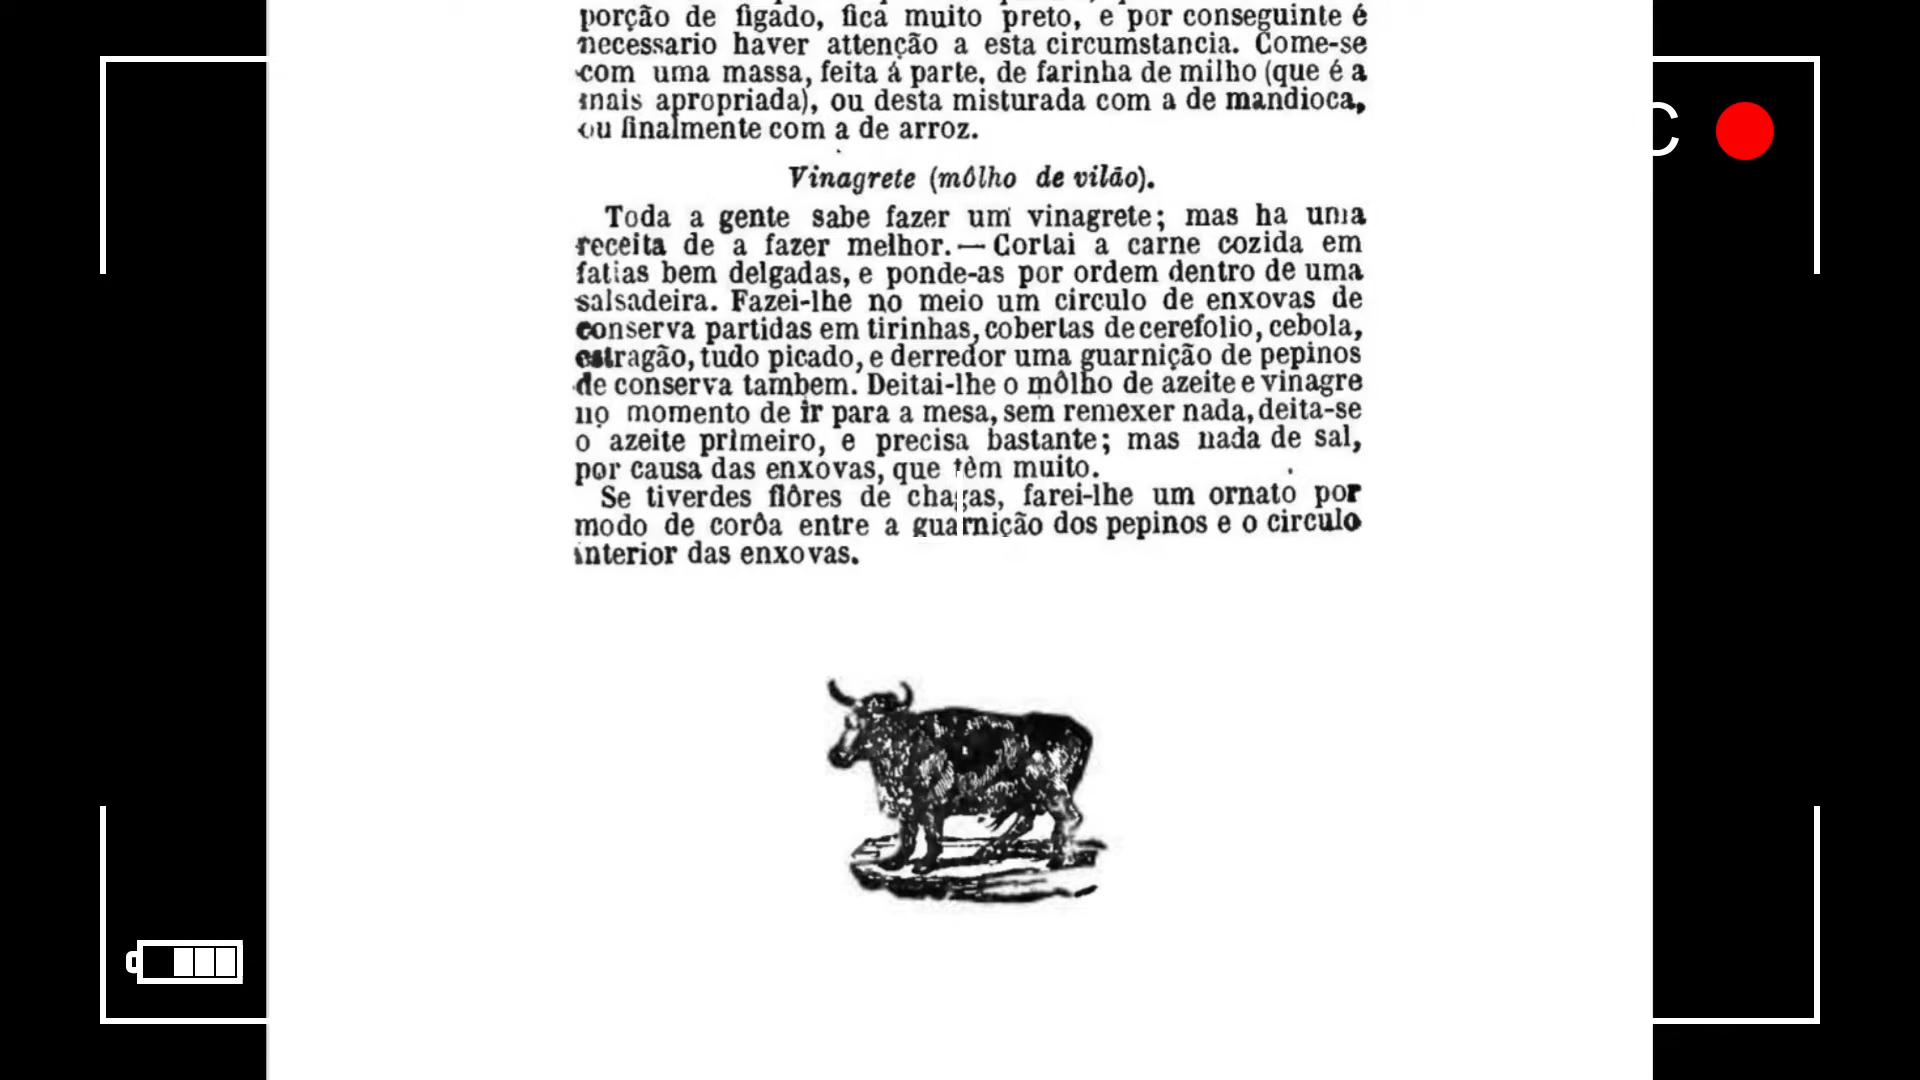 porção de figado, fica muito preto, e por conseguinte é
necessario haver attenção a esta circumstancia. Come-se
com uma massa, feita á parte, de farinha de milho (que é a
mais apropriada), ou desta misturada com a de mandioca,
ou finalmente com a de arroz.
Vinagrete (môlho de vilão).
Toda a gente sabe fazer um vinagrete; mas ha uma
receita de a fazer melhor. — Cortai a carne cozida em
fatias bem delgadas, e ponde-as por ordem dentro de uma
salsadeira. Fazei-lhe no meio um circulo de enxovas de
conserva partidas em tirinhas, cobertas de cerefolio, cebola,
estragão, tudo picado, e derredor uma guarnição de pepinos
de conserva tambem. Deitai-lhe o môlho de azeite e vinagre
no momento de ir para a mesa, sem remexer nada, deita-se
o azeite primeiro, e precisa bastante; mas nada de sal,
por causa das enxovas, que têm muito.
Se tiverdes flôres de chagas, farei-lhe um ornato por
modo de corôa entre a guarnição dos pepinos e o circulo
interior das enxovas.
C